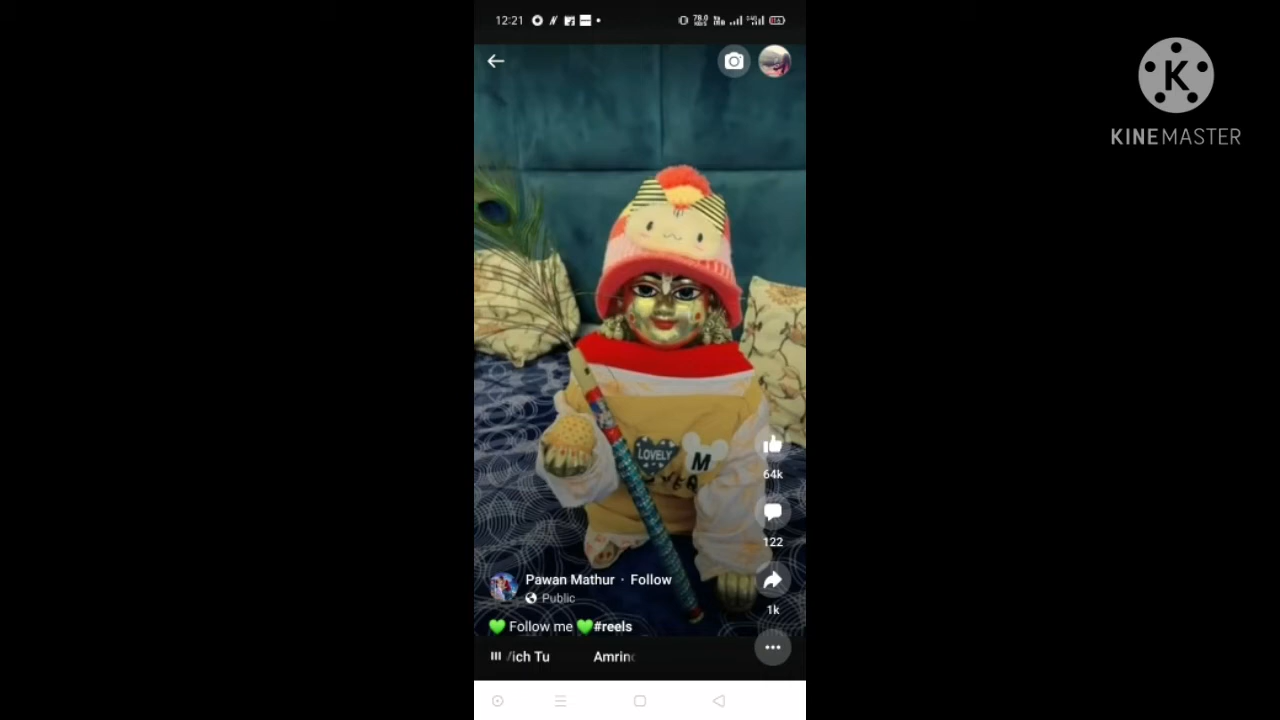 12:21
KINEMASTER
LOVELY
M
64k
122
Pawan Mathur · Follow
Public
1k
💚 Follow me 💚#reels
/ich Tu Amrin